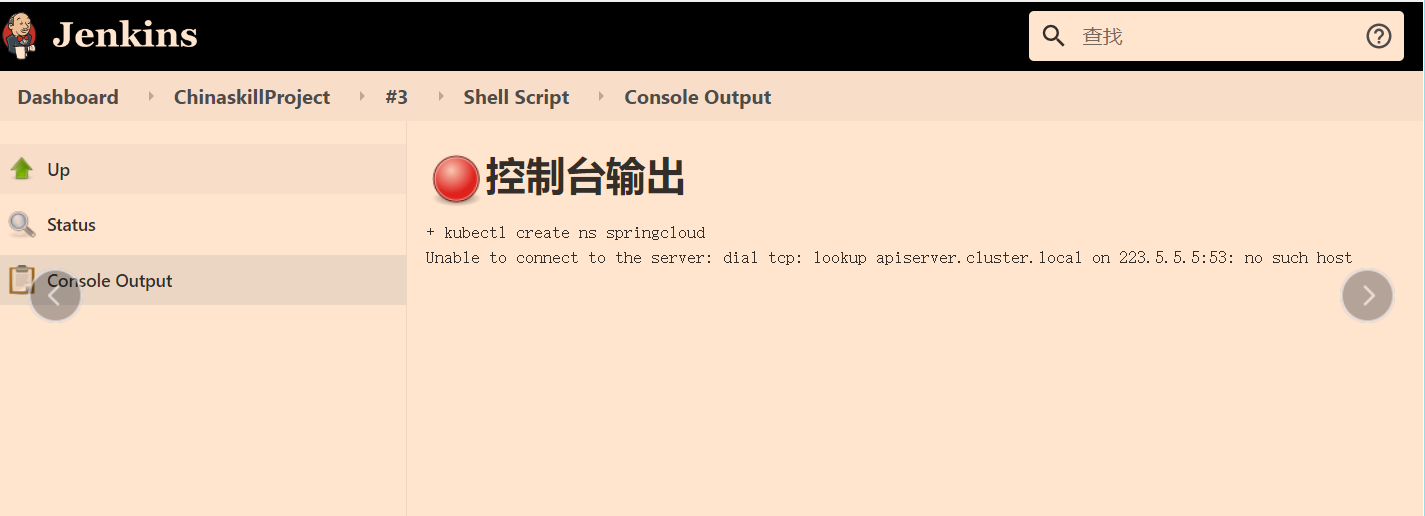 Jenkins
查找
Dashboard
ChinaskillProject
#3
Shell Script
Console Output
Up
Status
Console Output
控制台输出
+ kubectl create ns springcloud
Unable to connect to the server: dial tcp: lookup apiserver.cluster.local on 223.5.5.5:53: no such host